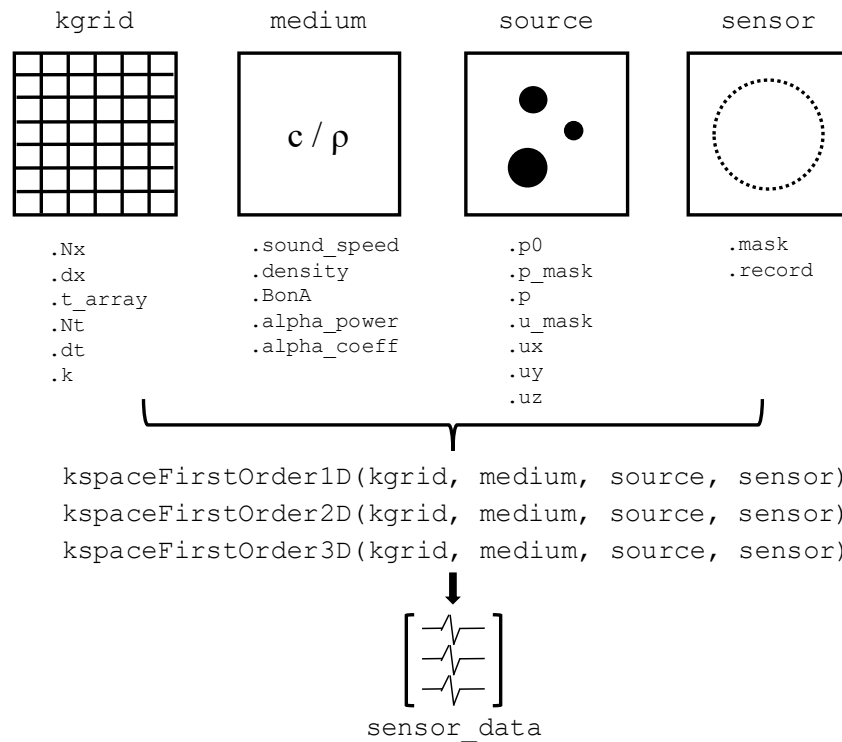 kgrid
medium
source
sensor
c / ρ
.Nx
.dx
.t_array
.Nt
.dt
.k
.sound_speed
.density
.BonA
.alpha_power
.alpha_coeff
.p0
.p_mask
.p
.u_mask
.ux
.uy
.uz
.mask
.record
kspaceFirstOrder1D(kgrid, medium, source, sensor)
kspaceFirstOrder2D(kgrid, medium, source, sensor)
kspaceFirstOrder3D(kgrid, medium, source, sensor)
sensor_data